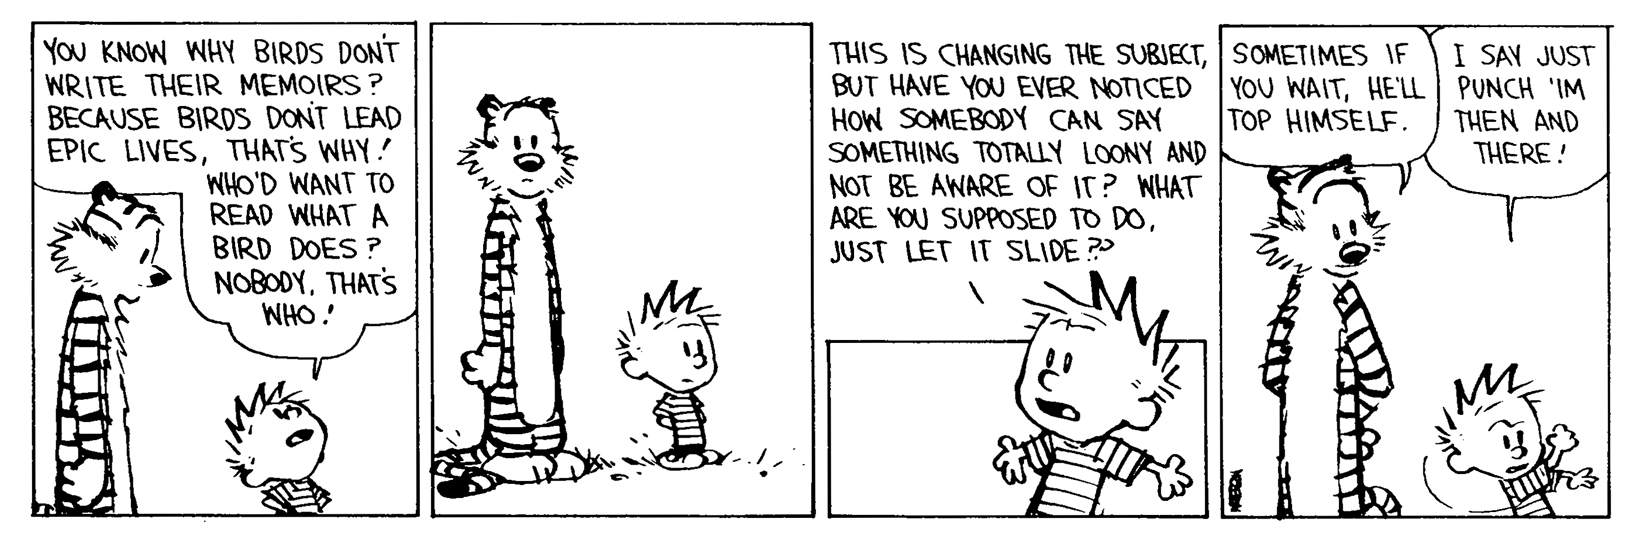 YOU KNOW WHY BIRDS DON'T
WRITE THEIR MEMOIRS?
BECAUSE BIRDS DON'T LEAD
EPIC LIVES, THAT'S WHY!
WHO'D WANT TO
READ WHAT A
BIRD DOES?
NOBODY, THAT'S
WHO!
THIS IS CHANGING THE SUBJECT,
BUT HAVE YOU EVER NOTICED
HOW SOMEBODY CAN SAY
SOMETHING TOTALLY LOONY AND
NOT BE AWARE OF IT? WHAT
ARE YOU SUPPOSED TO DO,
JUST LET IT SLIDE??
SOMETIMES IF
YOU WAIT, HE'LL
TOP HIMSELF.
I SAY JUST
PUNCH 'IM
THEN AND
THERE!